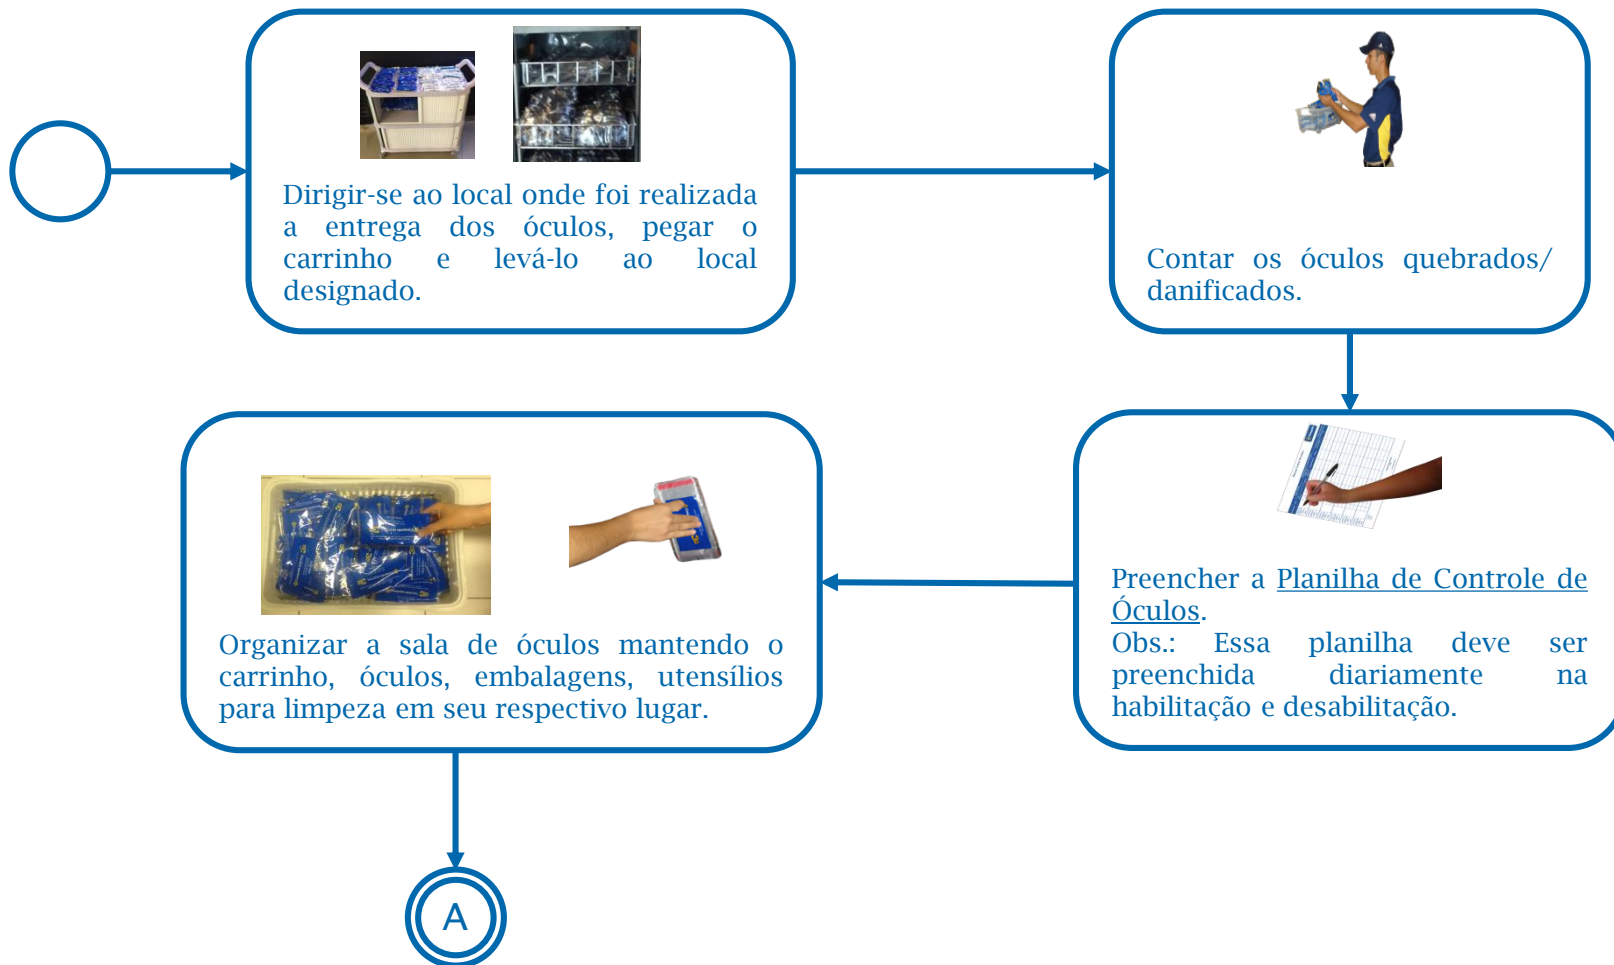 Dirigir-se ao local onde foi realizada
a entrega dos óculos, pegar o
carrinho e levá-lo ao local
designado.
Contar os óculos quebrados/
danificados.
Preencher a Planilha de Controle de
Óculos.
Obs.: Essa planilha deve ser
preenchida diariamente na
habilitação e desabilitação.
Organizar a sala de óculos mantendo o
carrinho, óculos, embalagens, utensílios
para limpeza em seu respectivo lugar.
A